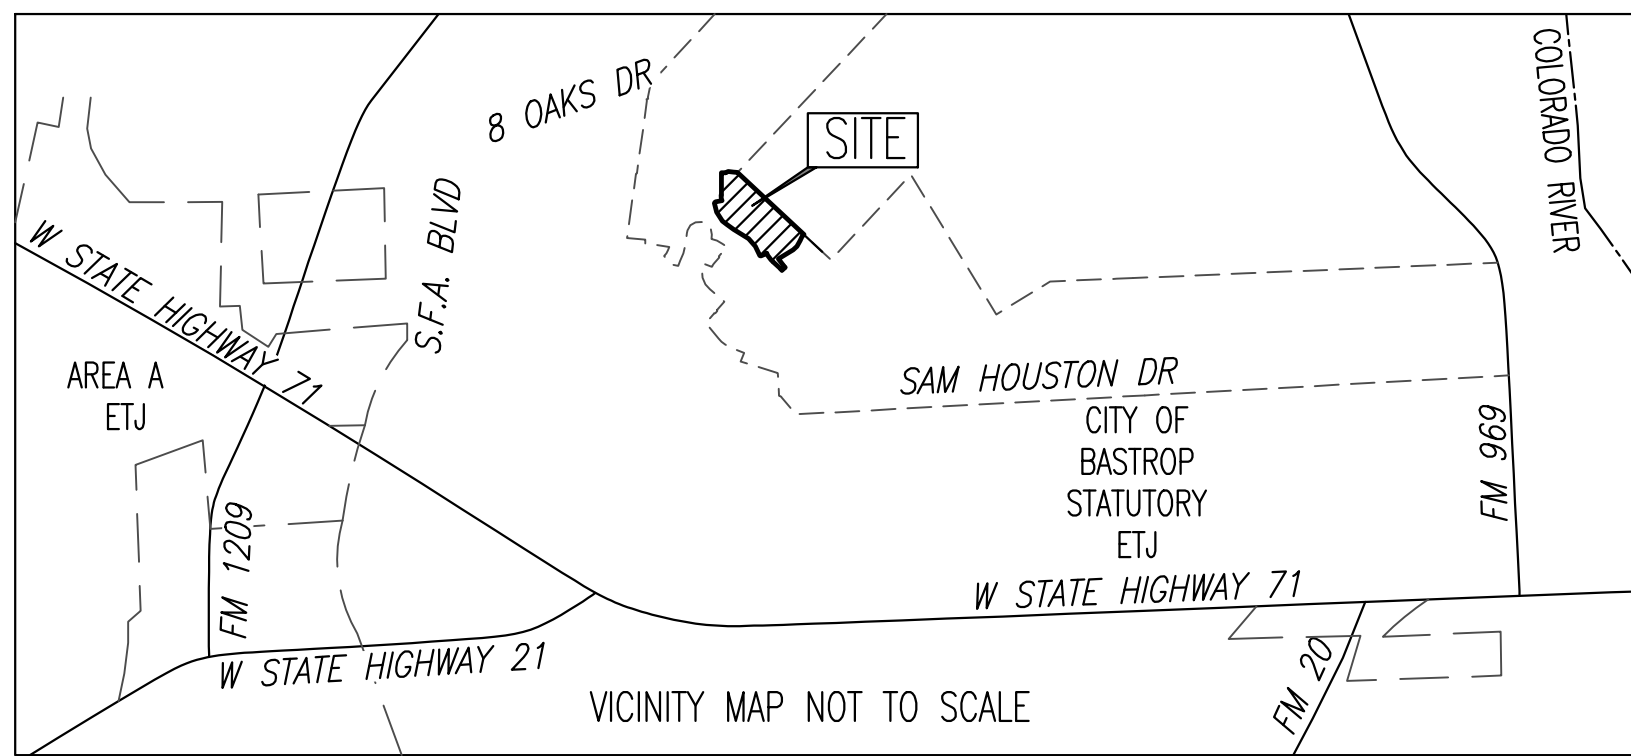 COLORADO RIVER
8 OAKS DR
SITE
S.F.A. BLVD
W STATE HIGHWAY 71
AREA A
ETJ
SAM HOUSTON DR
CITY OF
BASTROP
STATUTORY
ETJ
FM 969
FM 1209
W STATE HIGHWAY 71
W STATE HIGHWAY 21
FM 20
VICINITY MAP NOT TO SCALE